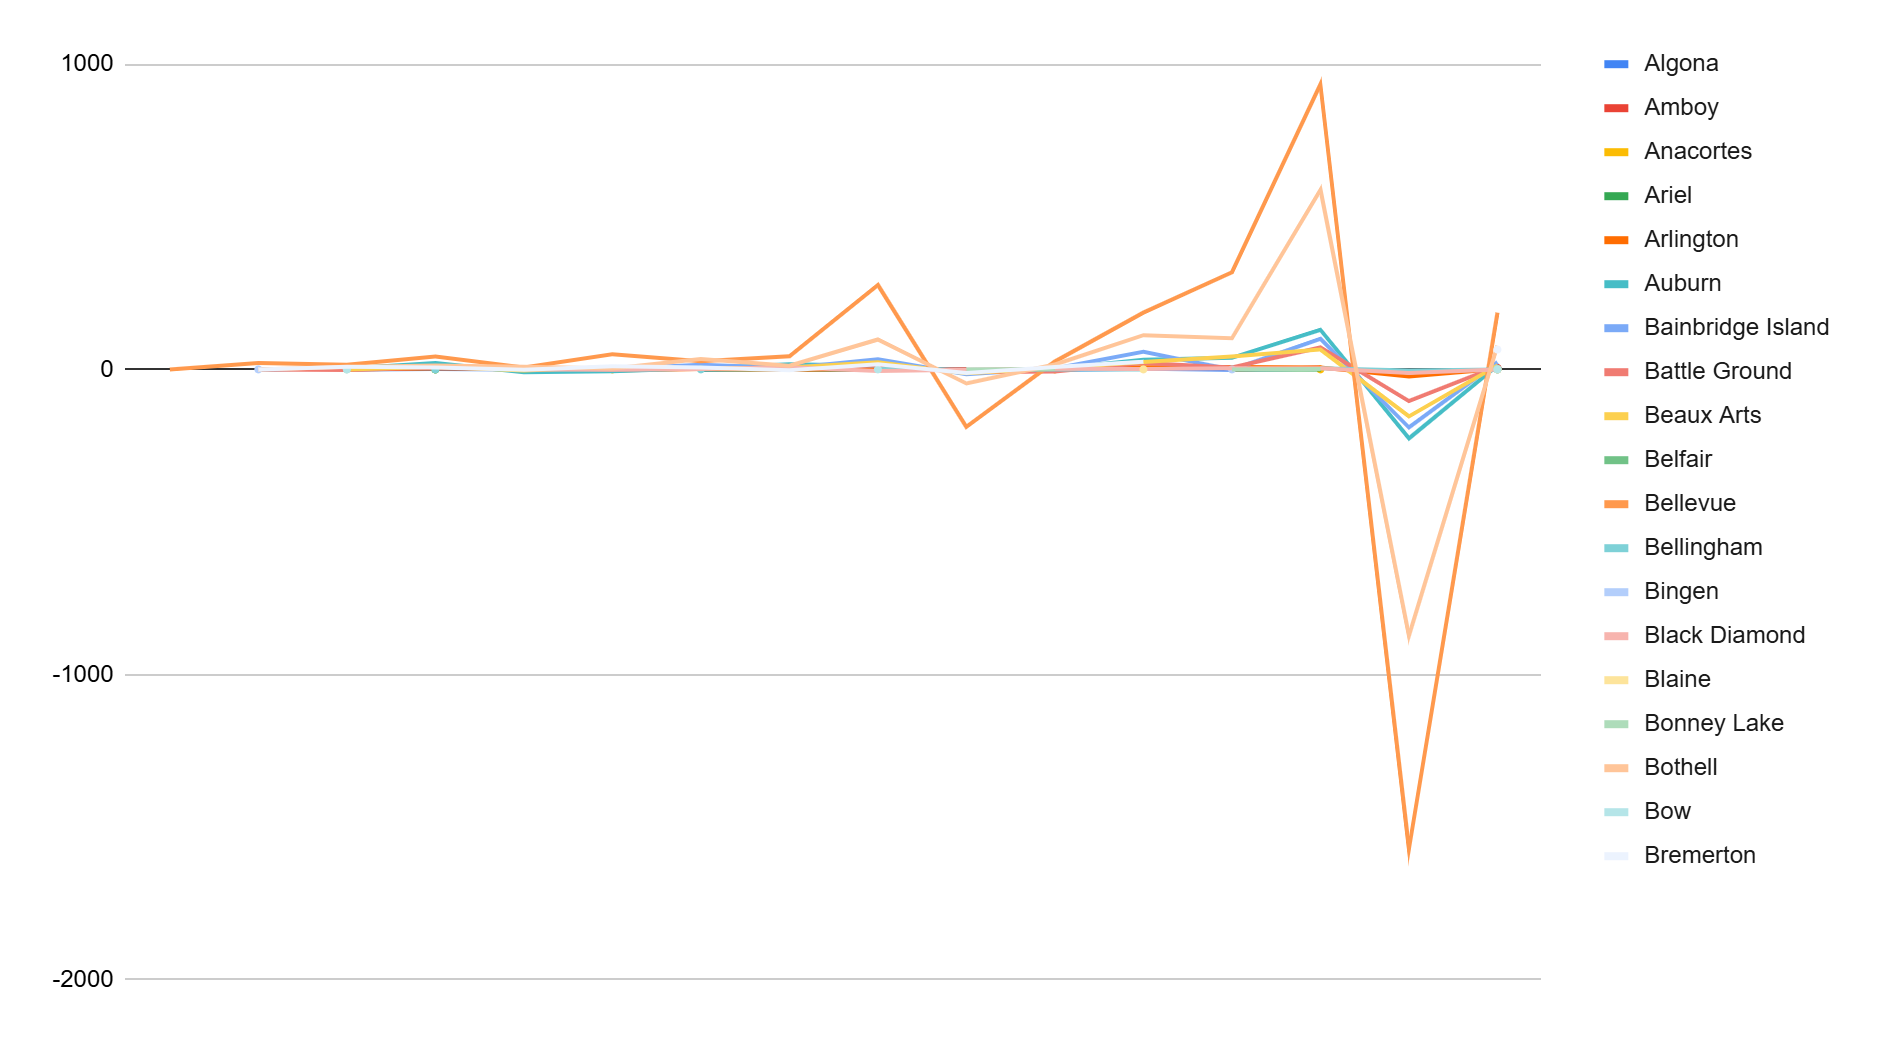 1000
0
-1000
-2000
Algona
Amboy
Anacortes
Ariel
Arlington
Auburn
Bainbridge Island
Battle Ground
Beaux Arts
Belfair
Bellevue
Bellingham
Bingen
Black Diamond
Blaine
Bonney Lake
Bothell
Bow
Bremerton